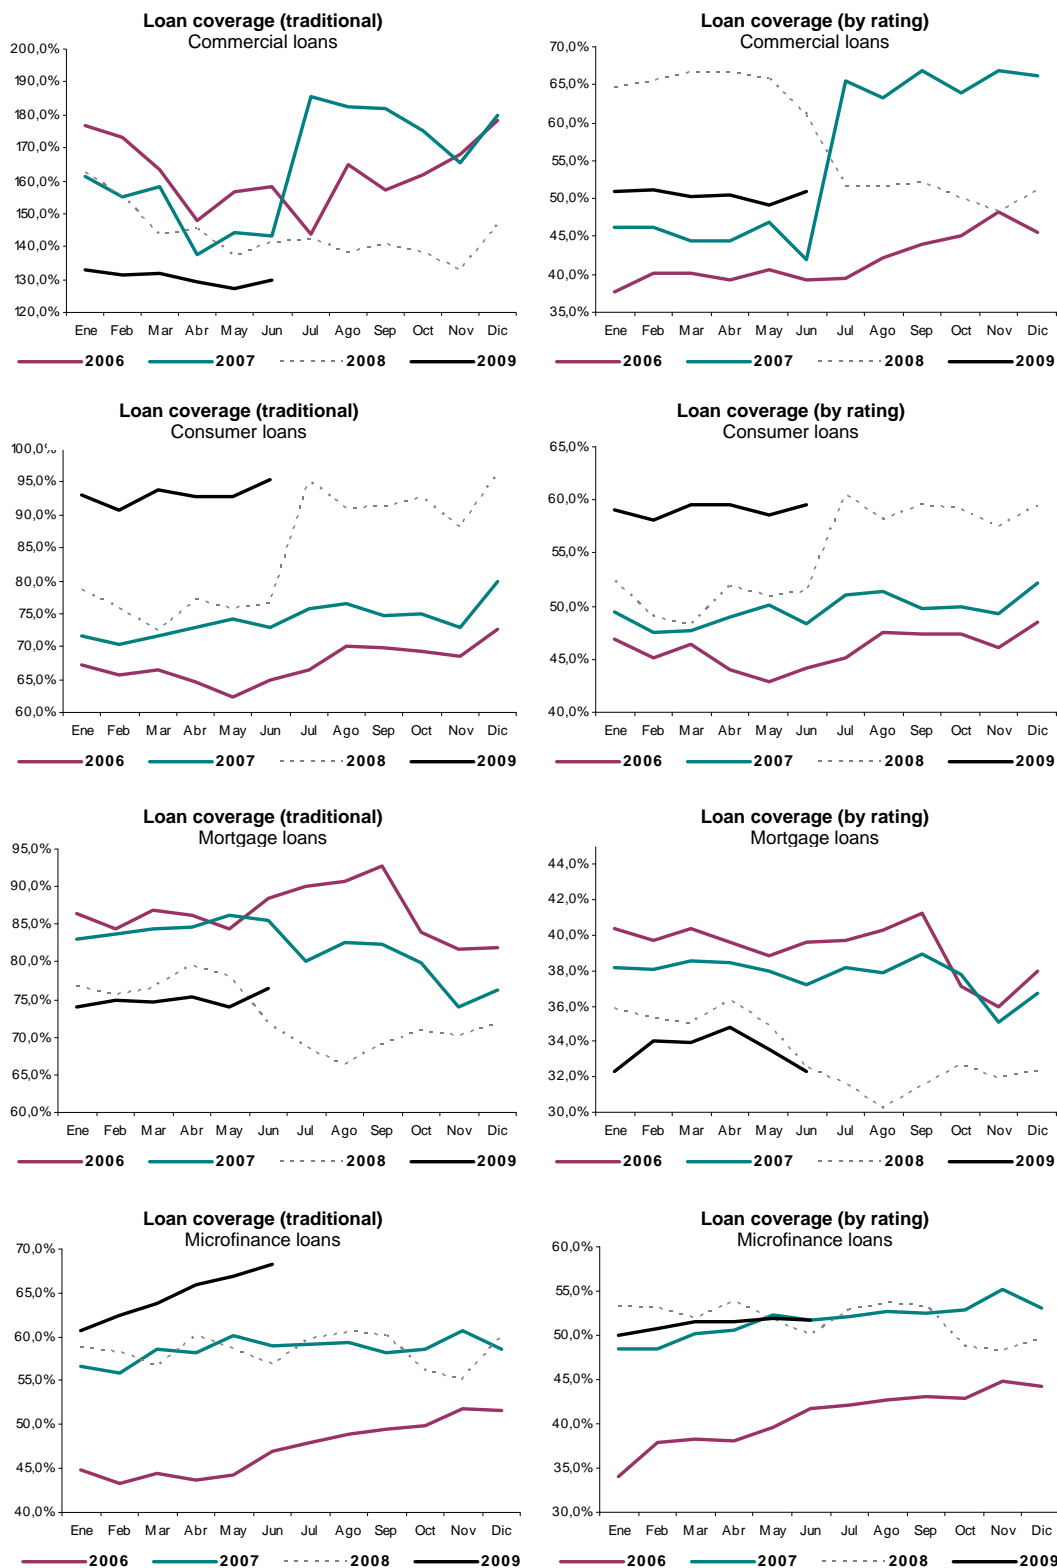 Loan coverage (traditional)
Commercial loans
200,0%
190,0%
180,0%
170,0%
160,0%
150,0%
140,0%
130,0%
120,0%
Ene Feb Mar Abr May Jun Jul Ago Sep Oct Nov Dic
2006 2007 2008 2009
Loan coverage (by rating)
Commercial loans
70,0%
65,0%
60,0%
55,0%
50,0%
45,0%
40,0%
35,0%
Ene Feb Mar Abr May Jun Jul Ago Sep Oct Nov Dic
2006 2007 2008 2009
Loan coverage (traditional)
Consumer loans
100,0%
95,0%
90,0%
85,0%
80,0%
75,0%
70,0%
65,0%
60,0%
Ene Feb Mar Abr May Jun Jul Ago Sep Oct Nov Dic
2006 2007 2008 2009
Loan coverage (by rating)
Consumer loans
65,0%
60,0%
55,0%
50,0%
45,0%
40,0%
Ene Feb Mar Abr May Jun Jul Ago Sep Oct Nov Dic
2006 2007 2008 2009
Loan coverage (traditional)
Mortgage loans
95,0%
90,0%
85,0%
80,0%
75,0%
70,0%
65,0%
60,0%
Ene Feb Mar Abr May Jun Jul Ago Sep Oct Nov Dic
2006 2007 2008 2009
Loan coverage (by rating)
Mortgage loans
44,0%
42,0%
40,0%
38,0%
36,0%
34,0%
32,0%
30,0%
Ene Feb Mar Abr May Jun Jul Ago Sep Oct Nov Dic
2006 2007 2008 2009
Loan coverage (traditional)
Microfinance loans
70,0%
65,0%
60,0%
55,0%
50,0%
45,0%
40,0%
Ene Feb Mar Abr May Jun Jul Ago Sep Oct Nov Dic
2006 2007 2008 2009
Loan coverage (by rating)
Microfinance loans
60,0%
55,0%
50,0%
45,0%
40,0%
35,0%
30,0%
Ene Feb Mar Abr May Jun Jul Ago Sep Oct Nov Dic
2006 2007 2008 2009